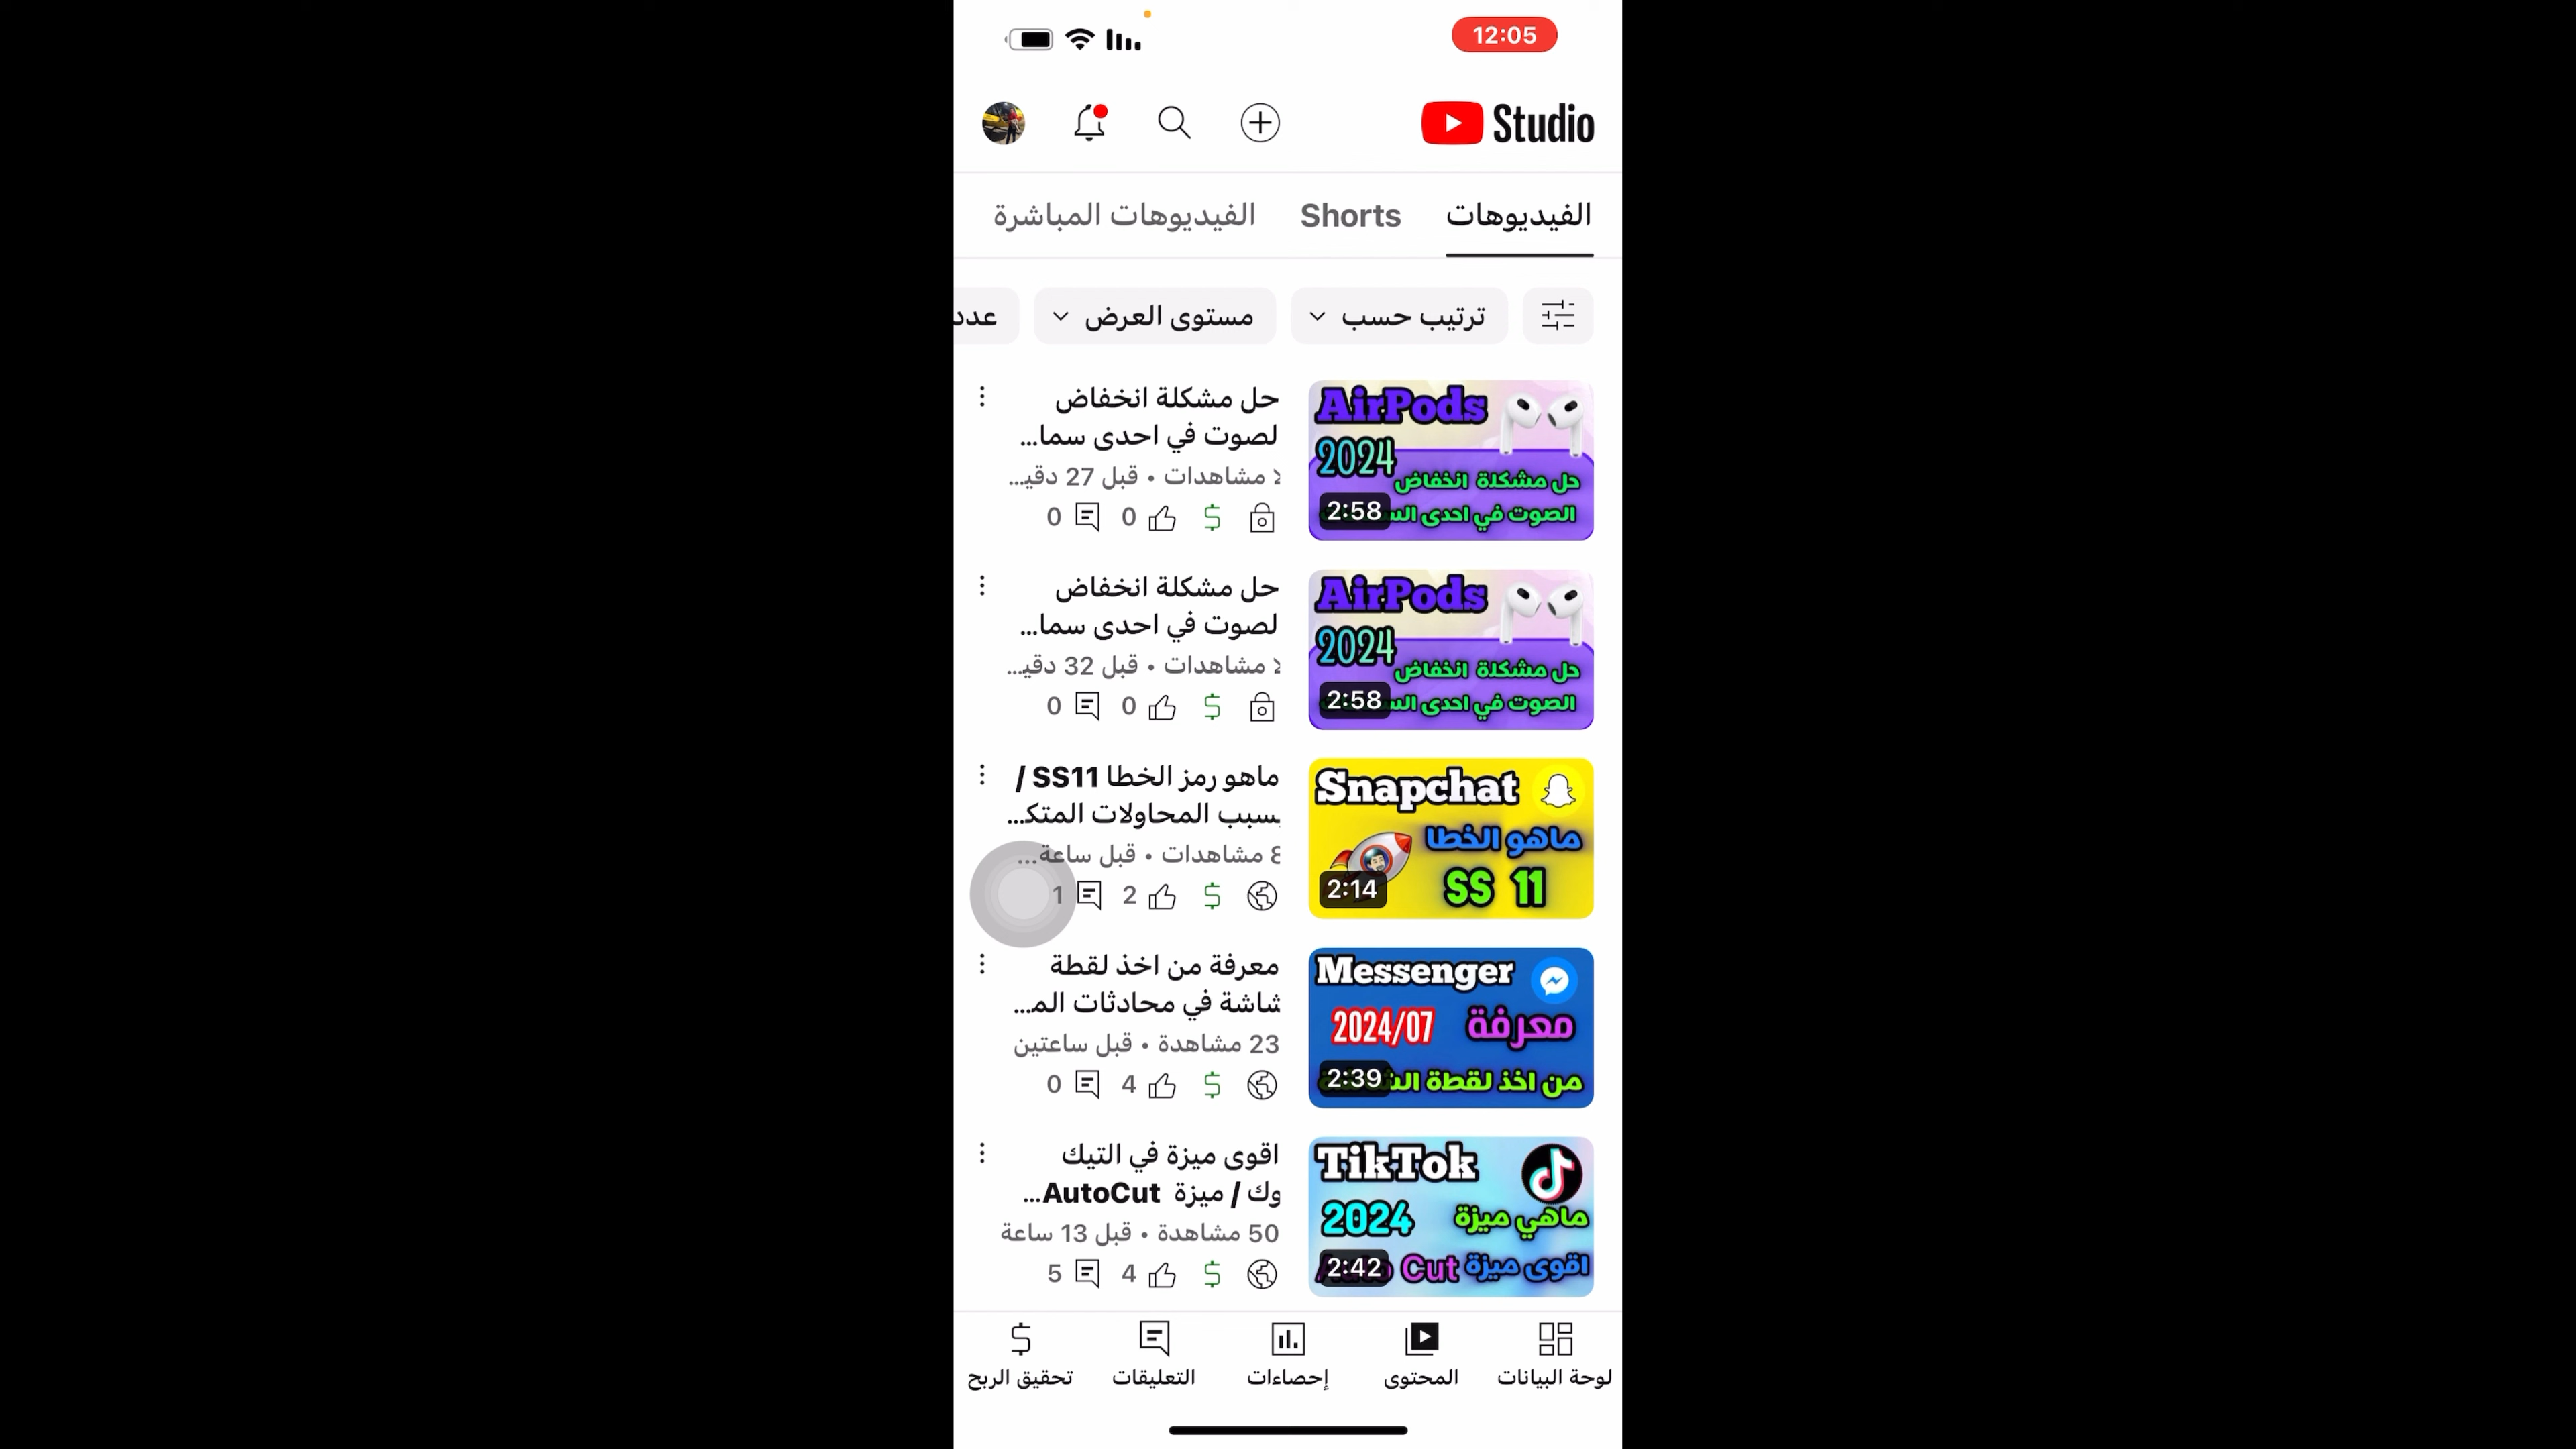 12:05
Studio
الفيديوهات
Shorts
الفيديوهات المباشرة
ترتيب حسب
مستوى العرض
عدد
AirPods
2024
حل مشكلة انخفاض
الصوت في احدى
2:58
حل مشكلة انخفاض
لصوت في احدى سما...
مشاهدات • قبل 27 دقيـ...
0
0
AirPods
2024
حل مشكلة انخفاض
الصوت في احدى
2:58
حل مشكلة انخفاض
لصوت في احدى سما...
مشاهدات • قبل 32 دقيـ...
0
0
Snapchat
ماهو الخطا
SS 11
2:14
ماهو رمز الخطا SS11 /
بسبب المحاولات المتكـ...
8 مشاهدات • قبل ساعة...
2
1
Messenger
معرفة
2024/07
من اخذ لقطة
2:39
معرفة من اخذ لقطة
شاشة في محادثات المـ...
23 مشاهدة • قبل ساعتين
4
0
TikTok
2024
ماهي ميزة
اقوى ميزة Auto Cut
2:42
اقوى ميزة في التيك
وك / ميزة AutoCut...
50 مشاهدة • قبل 13 ساعة
4
5
لوحة البيانات
المحتوى
إحصاءات
التعليقات
تحقيق الربح